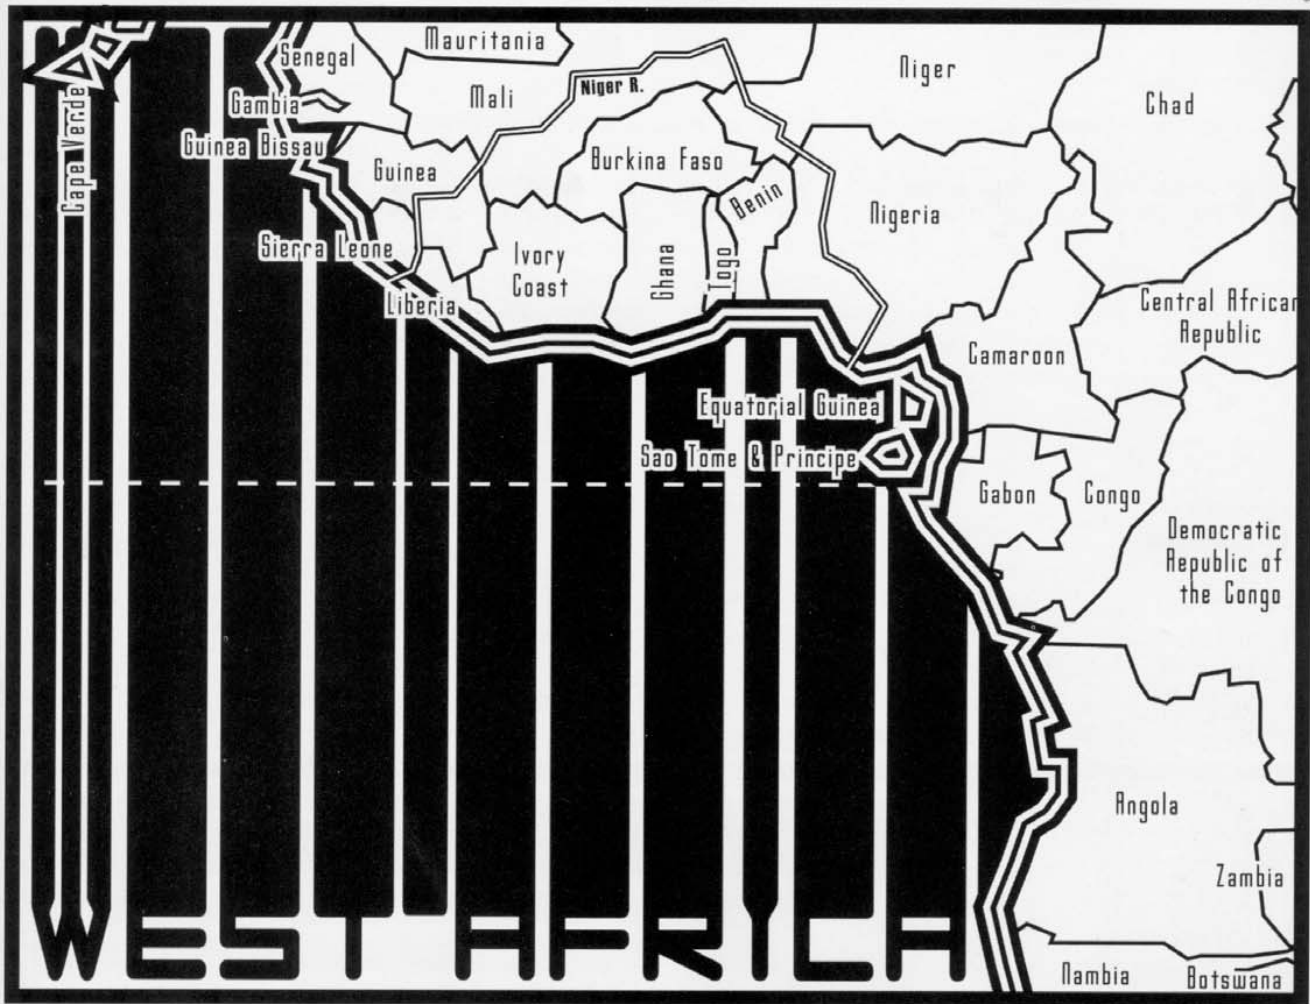 Senegal
Mauritania
Niger
Mali
Niger R.
Chad
Gambia
Cape Verde
Guinea Bissau
Guinea
Burkina Faso
Benin
Nigeria
Sierra Leone
Ivory
Coast
Ghana
Togo
Liberia
Central African
Republic
Camaroon
Equatorial Guinea
Sao Tome & Principe
Gabon
Congo
Democratic
Republic of
the Congo
Angola
Zambia
WEST AFRICA
Nambia
Botswana